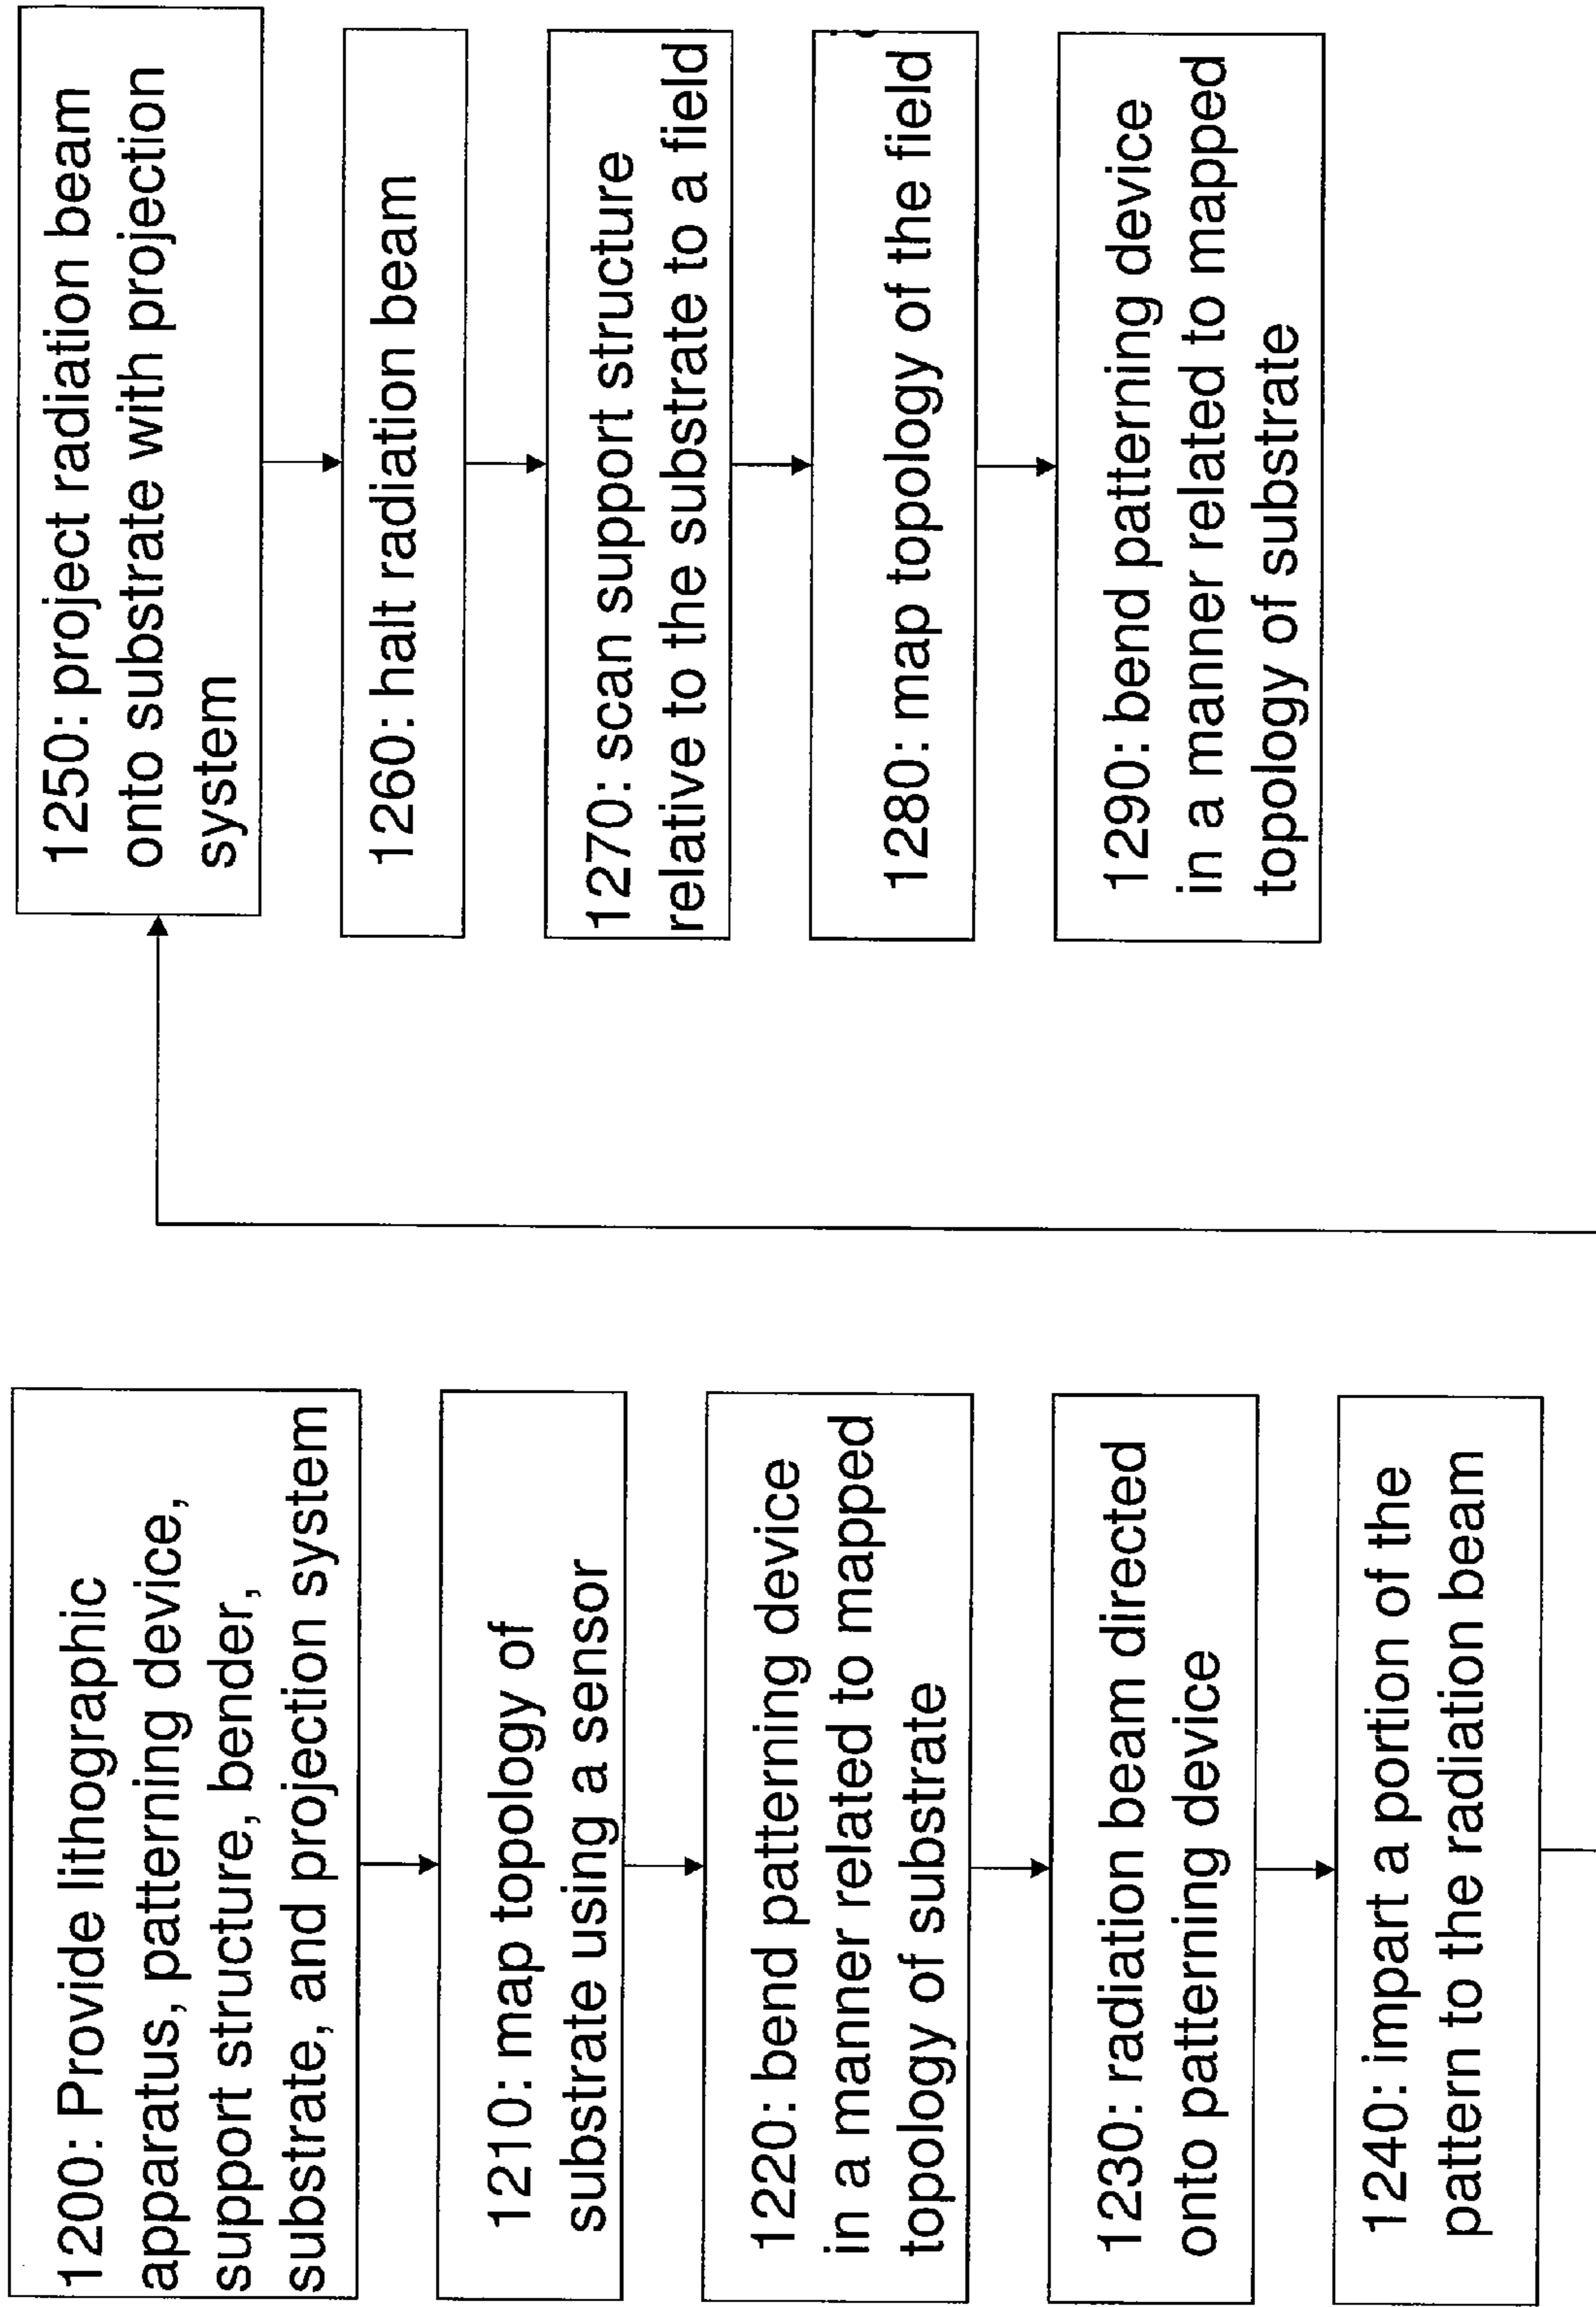 1200: Provide lithographic
apparatus, patterning device,
support structure, bender,
substrate, and projection system
1210: map topology of
substrate using a sensor
1220: bend patterning device
in a manner related to mapped
topology of substrate
1230: radiation beam directed
onto patterning device
1240: impart a portion of the
pattern to the radiation beam
1250: project radiation beam
onto substrate with projection
system
1260: halt radiation beam
1270: scan support structure
relative to the substrate to a field
1280: map topology of the field
1290: bend patterning device
in a manner related to mapped
topology of substrate